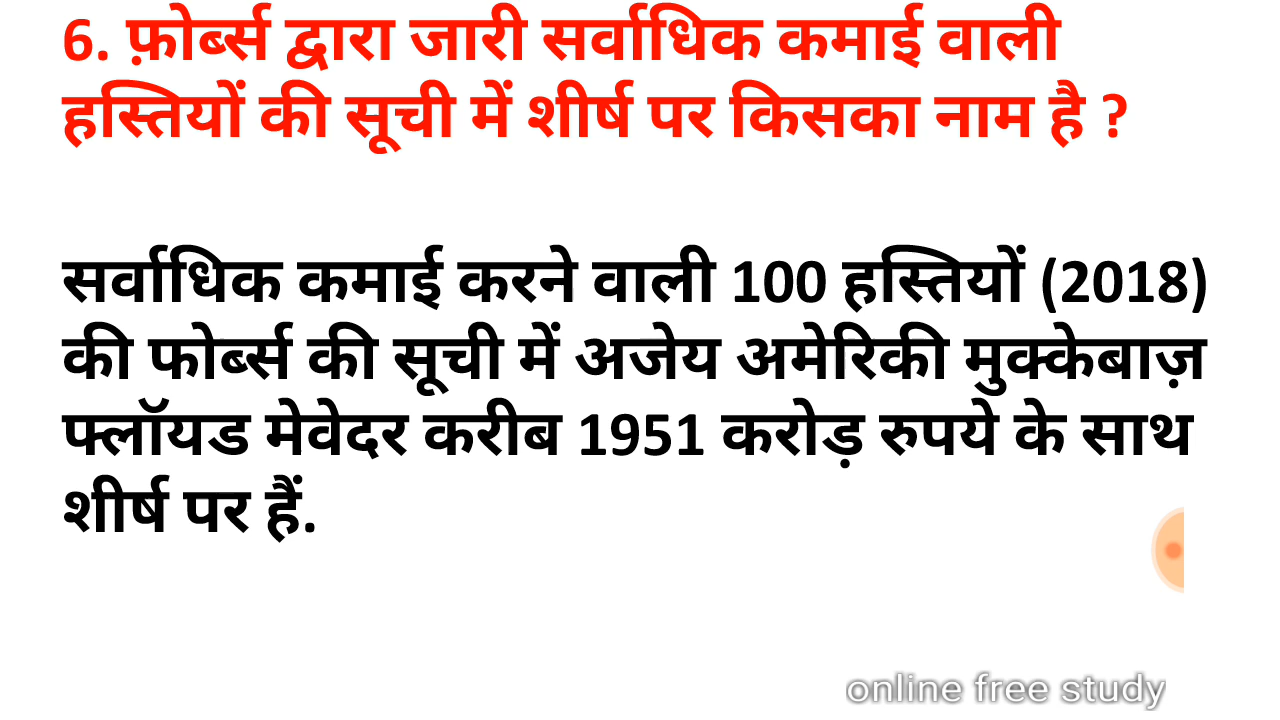 6. फ़ोर्ब्स द्वारा जारी सर्वाधिक कमाई वाली
हस्तियों की सूची में शीर्ष पर किसका नाम है ?
सर्वाधिक कमाई करने वाली 100 हस्तियों (2018)
की फोर्ब्स की सूची में अजेय अमेरिकी मुक्केबाज़
फ्लॉयड मेवेदर करीब 1951 करोड़ रुपये के साथ
शीर्ष पर हैं.
online free study